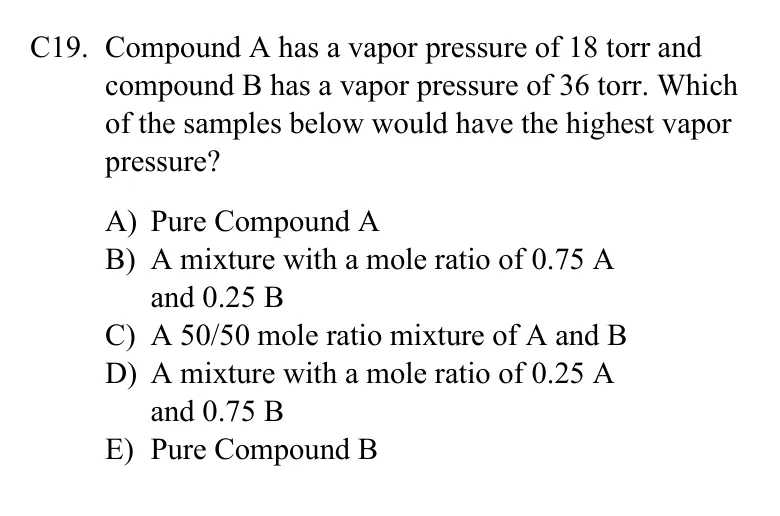 C19. Compound A has a vapor pressure of 18 torr and
compound B has a vapor pressure of 36 torr. Which
of the samples below would have the highest vapor
pressure?
A) Pure Compound A
B) A mixture with a mole ratio of 0.75 A
and 0.25 B
C) A 50/50 mole ratio mixture of A and B
D) A mixture with a mole ratio of 0.25 A
and 0.75 B
E) Pure Compound B